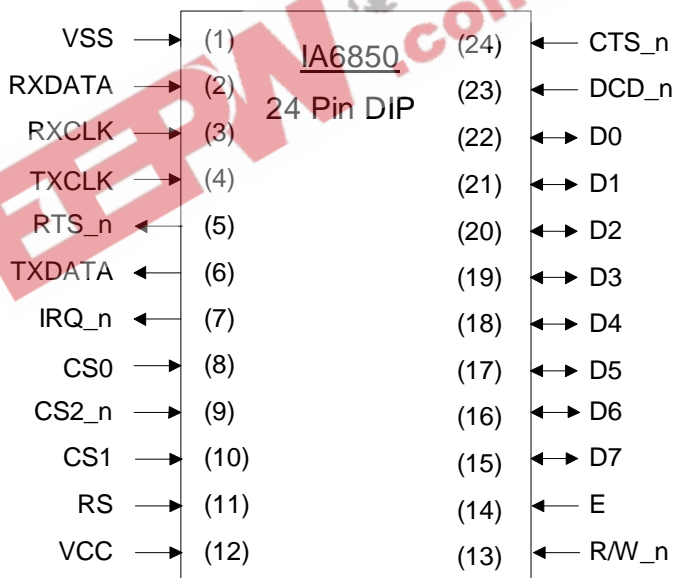 IA6850
24 Pin DIP
VSS (1)
RXDATA (2)
RXCLK (3)
TXCLK (4)
RTS_n (5)
TXDATA (6)
IRQ_n (7)
CS0 (8)
CS2_n (9)
CS1 (10)
RS (11)
VCC (12)
(24) CTS_n
(23) DCD_n
(22) D0
(21) D1
(20) D2
(19) D3
(18) D4
(17) D5
(16) D6
(15) D7
(14) E
(13) R/W_n
EEPW.com